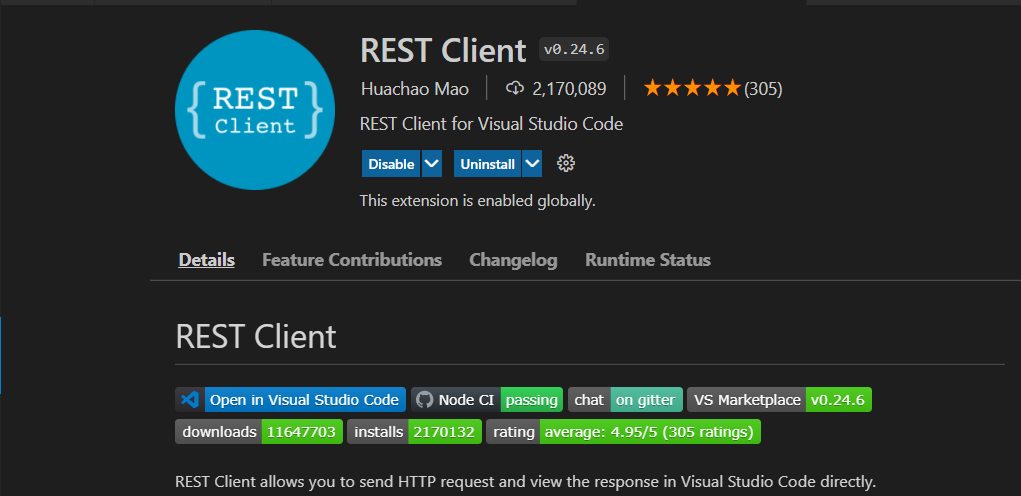 { REST Client }
REST Client v0.24.6
Huachao Mao 2,170,089 ★★★★★(305)
REST Client for Visual Studio Code
Disable Uninstall
This extension is enabled globally.
Details Feature Contributions Changelog Runtime Status
REST Client
Open in Visual Studio Code Node CI passing chat on gitter VS Marketplace v0.24.6
downloads 11647703 installs 2170132 rating average: 4.95/5 (305 ratings)
REST Client allows you to send HTTP request and view the response in Visual Studio Code directly.